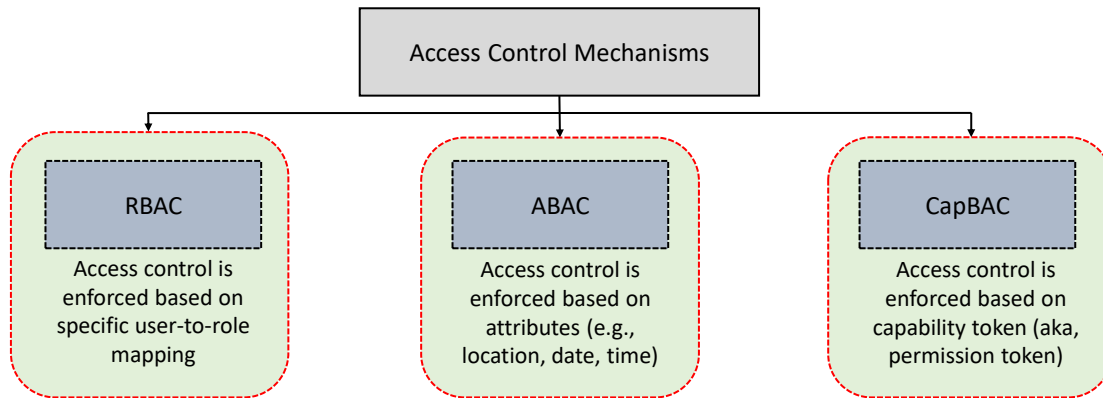 Access Control Mechanisms
RBAC
Access control is
enforced based on
specific user-to-role
mapping
ABAC
Access control is
enforced based on
attributes (e.g.,
location, date, time)
CapBAC
Access control is
enforced based on
capability token (aka,
permission token)